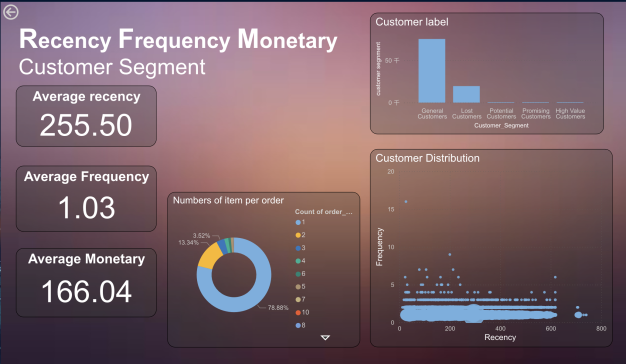 Recency Frequency Monetary
Customer Segment
Average recency
255.50
Average Frequency
1.03
Average Monetary
166.04
Numbers of item per order
3.52%
13.34%
78.88%
Count of order_...
1
2
3
4
6
5
7
10
8
Customer label
customer segment
50 千
0 千
General
Customers
Lost
Customers
Potential
Customers
Promising
Customers
High Value
Customers
Customer_Segment
Customer Distribution
Frequency
20
15
10
5
0
0
200
400
600
800
Recency